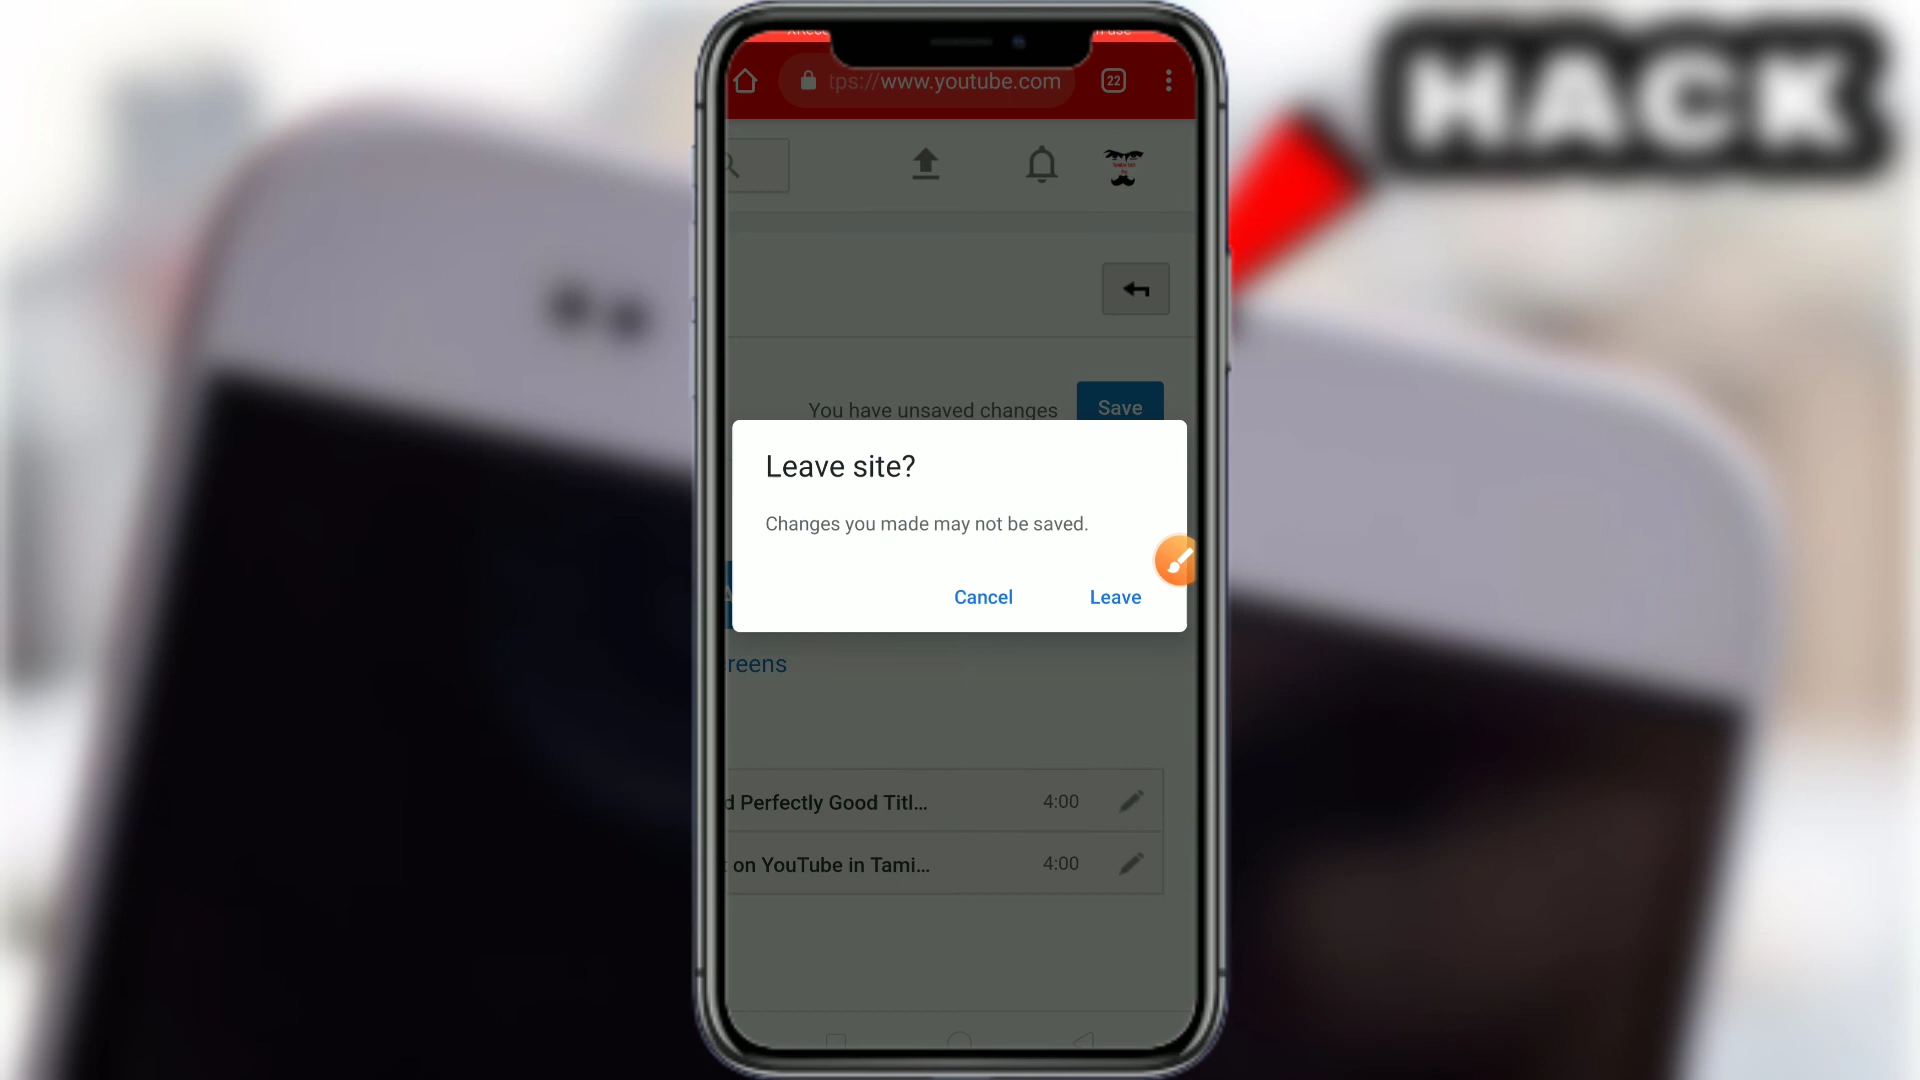 HACK
tps://www.youtube.com
22
You have unsaved changes
Save
Leave site?
Changes you made may not be saved.
Cancel
Leave
reens
d Perfectly Good Titl...
4:00
on YouTube in Tami...
4:00